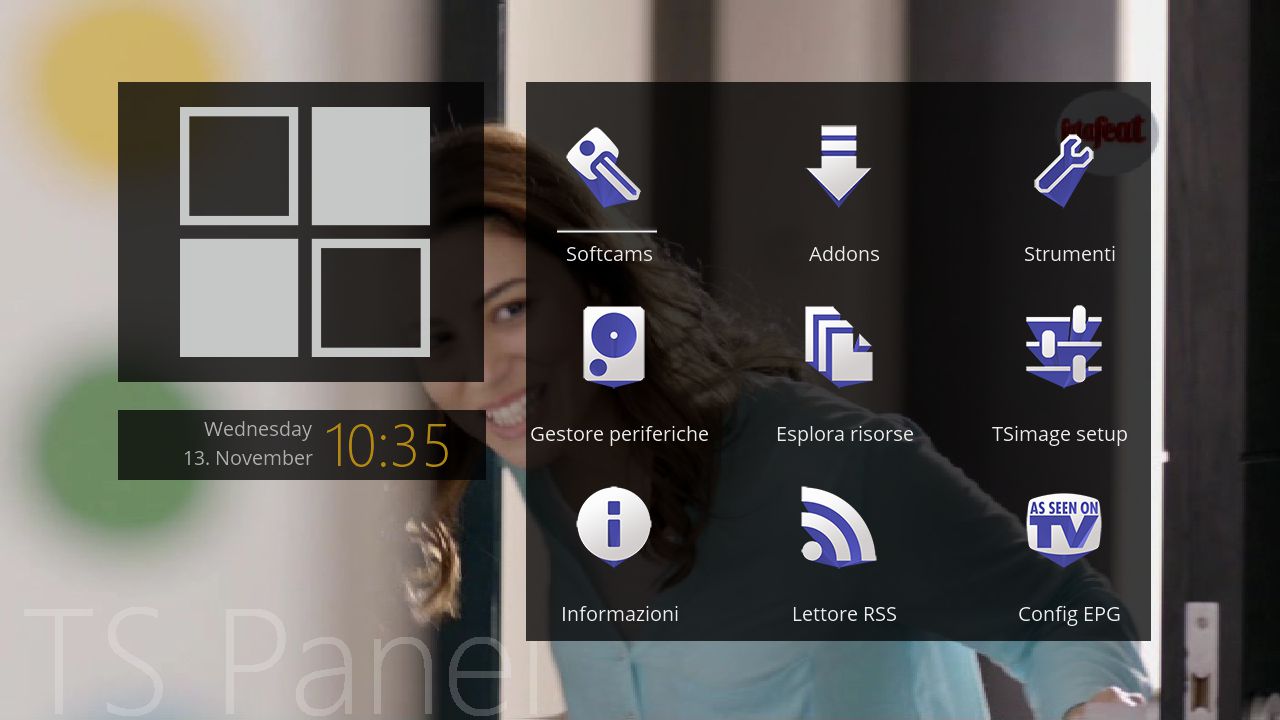 Softcams
Addons
Strumenti
Wednesday
13. November
10:35
Gestore periferiche
Esplora risorse
TSimage setup
AS SEEN ON
TV
Informazioni
Lettore RSS
Config EPG
TS Panel